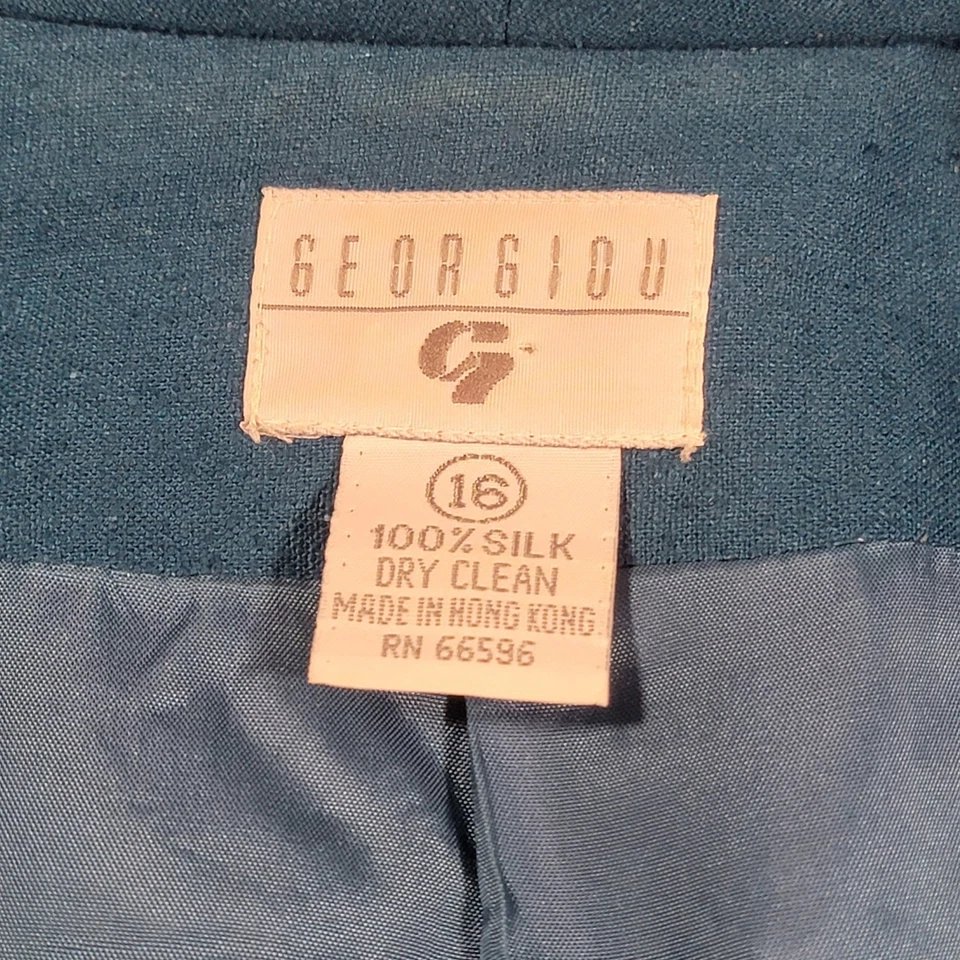 GEORGIOU
G
16
100% SILK
DRY CLEAN
MADE IN HONG KONG
RN 66596